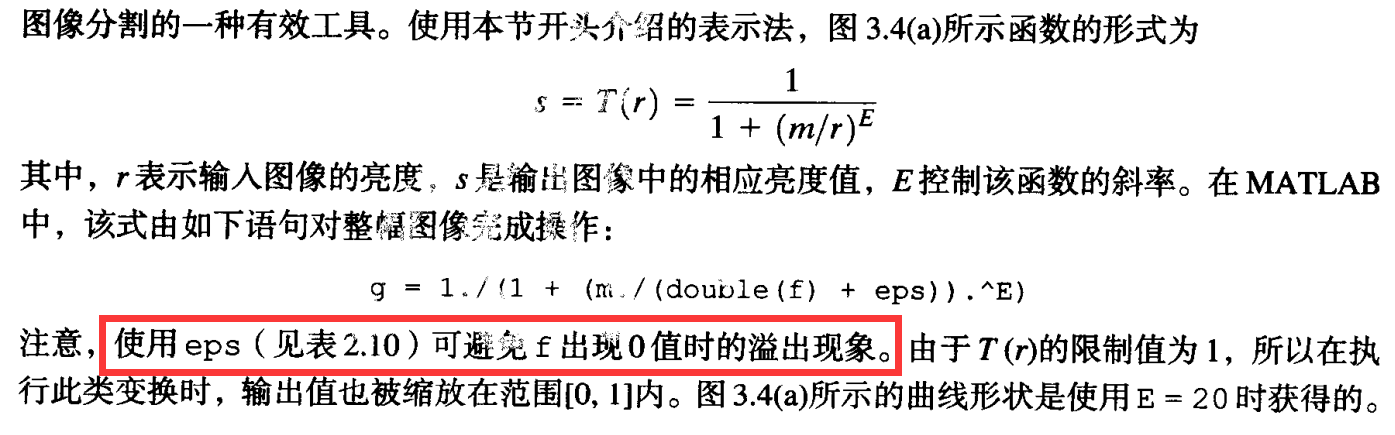 图像分割的一种有效工具。使用本节开头介绍的表示法，图 3.4(a)所示函数的形式为
s = T(r) = 1 / (1 + (m/r)^E)
其中，r 表示输入图像的亮度，s 是输出图像中的相应亮度值，E 控制该函数的斜率。在 MATLAB
中，该式由如下语句对整幅图像完成操作：
g = 1./(1 + (m./(double(f) + eps)).^E)
注意，使用 eps（见表 2.10）可避免 f 出现 0 值时的溢出现象。由于 T (r)的限制值为 1，所以在执
行此类变换时，输出值也被缩放在范围[0, 1]内。图 3.4(a)所示的曲线形状是使用 E = 20 时获得的。